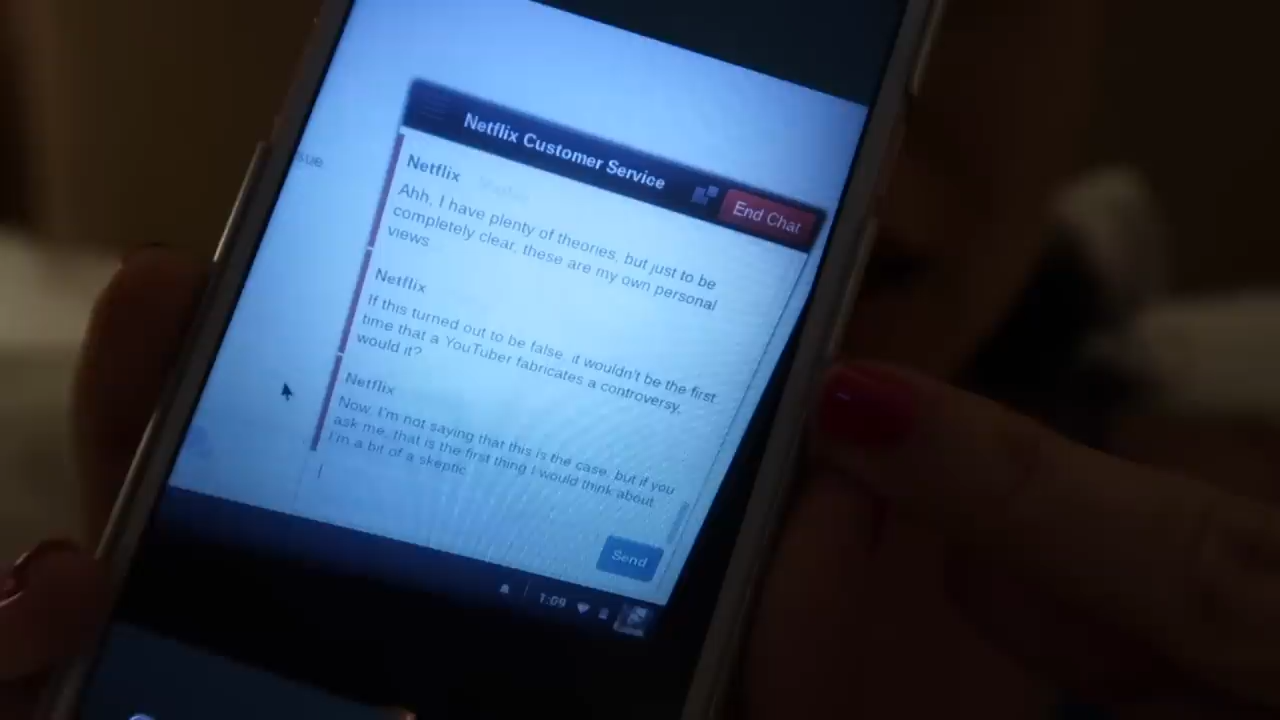 Netflix Customer Service
End Chat
sue
Netflix
Ahh, I have plenty of theories, but just to be
completely clear, these are my own personal
views.
Netflix
If this turned out to be false, it wouldn't be the first
time that a YouTuber fabricates a controversy,
would it?
Netflix
Now, I'm not saying that this is the case, but if you
ask me, that is the first thing I would think about.
I'm a bit of a skeptic.
Send
1:09